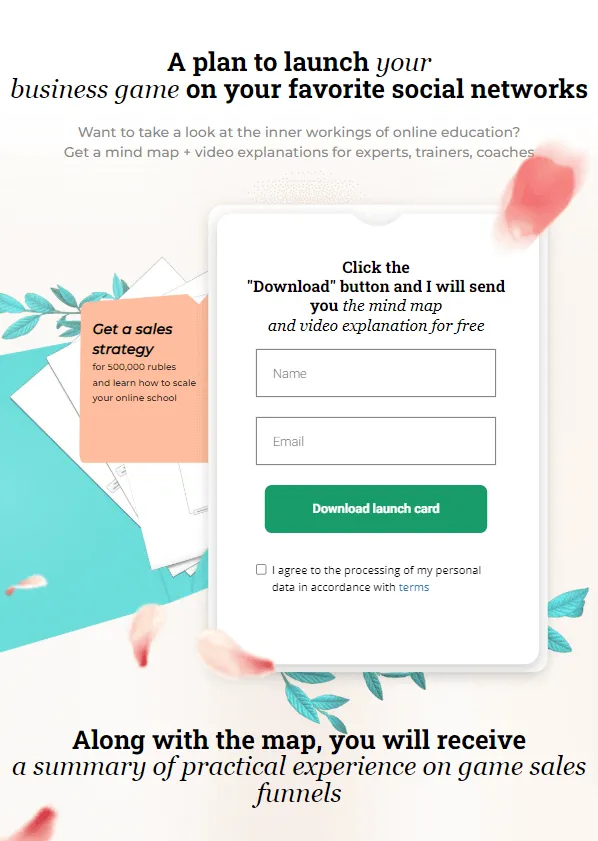 A plan to launch your
business game on your favorite social networks
Want to take a look at the inner workings of online education?
Get a mind map + video explanations for experts, trainers, coaches
Click the
"Download" button and I will send
you the mind map
and video explanation for free
Get a sales
strategy
for 500,000 rubles
and learn how to scale
your online school
Name
Email
Download launch card
I agree to the processing of my personal
data in accordance with terms
Along with the map, you will receive
a summary of practical experience on game sales
funnels